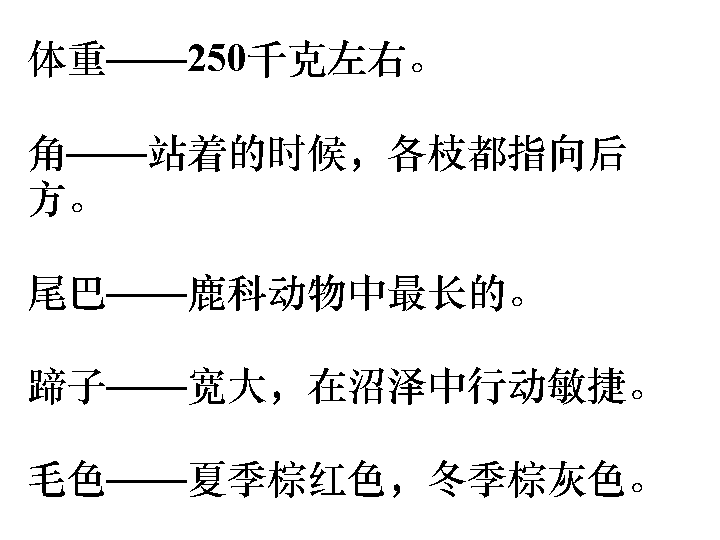 体重——250千克左右。
角——站着的时候，各枝都指向后
方。
尾巴——鹿科动物中最长的。
蹄子——宽大，在沼泽中行动敏捷。
毛色——夏季棕红色，冬季棕灰色。